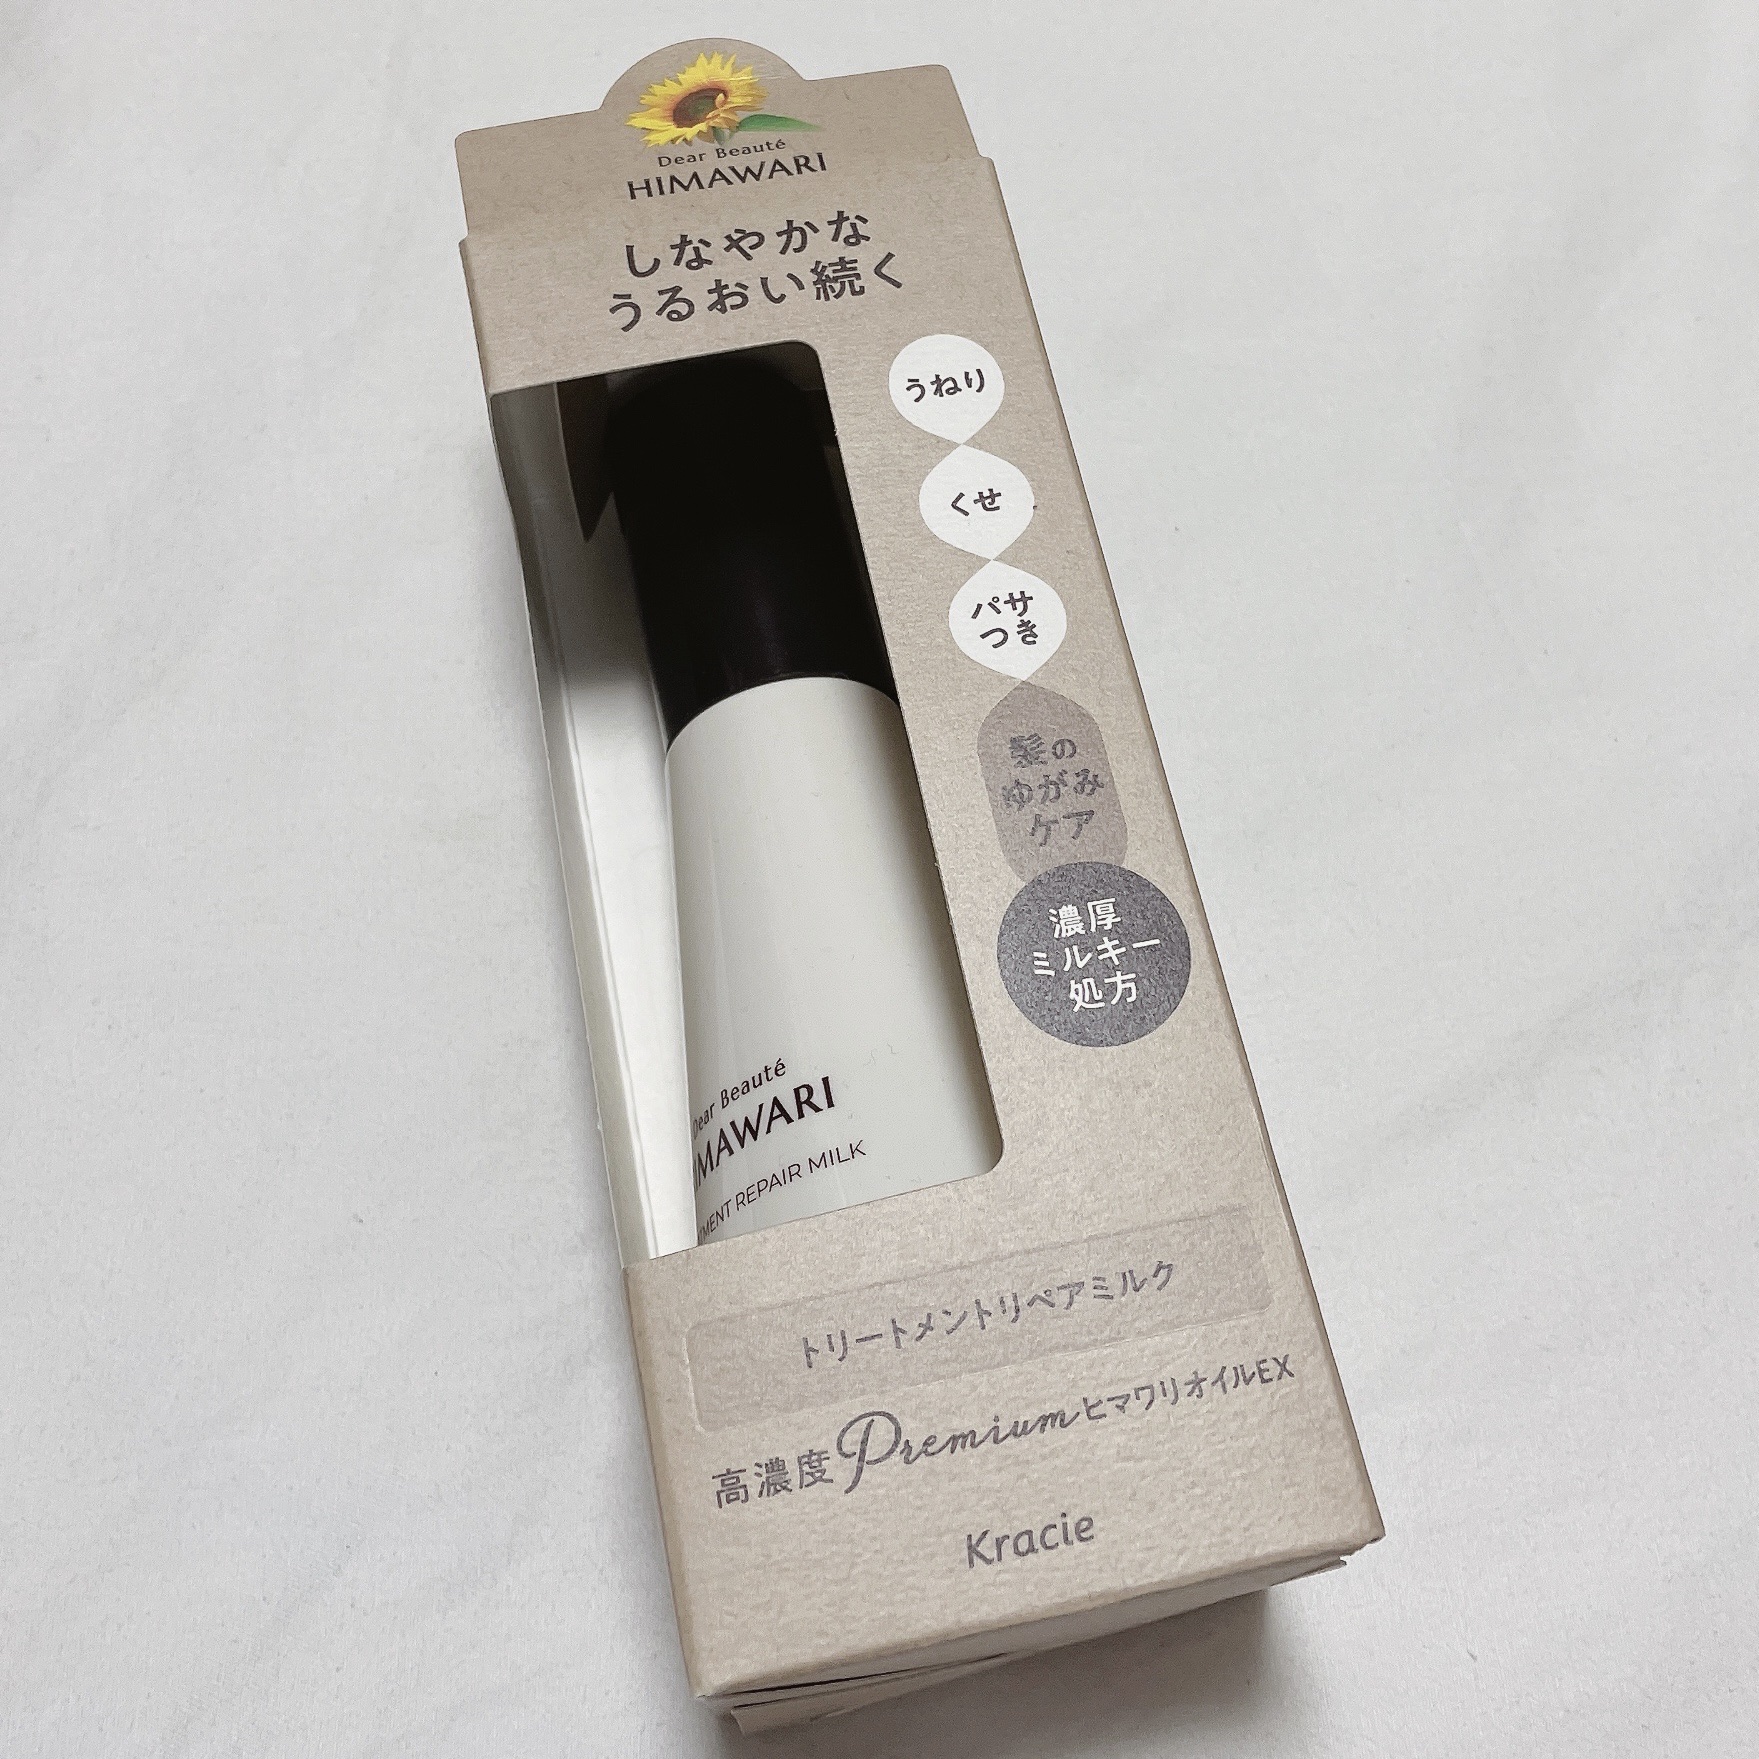 Dear Beauté
HIMAWARI
しなやかな
うるおい続く
うねり
くせ
パサ
つき
髪の
ゆがみ
ケア
濃厚
ミルキー
処方
Dear Beauté
IMAWARI
MENT REPAIR MILK
トリートメントリペアミルク
高濃度PremiumヒマワリオイルEX
Kracie